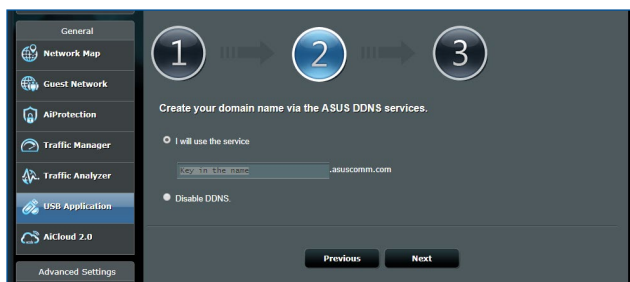 General
Network Map
Guest Network
AiProtection
Traffic Manager
Traffic Analyzer
USB Application
AiCloud 2.0
Advanced Settings
1
2
3
Create your domain name via the ASUS DDNS services.
I will use the service
Key in the name .asuscomm.com
Disable DDNS.
Previous Next